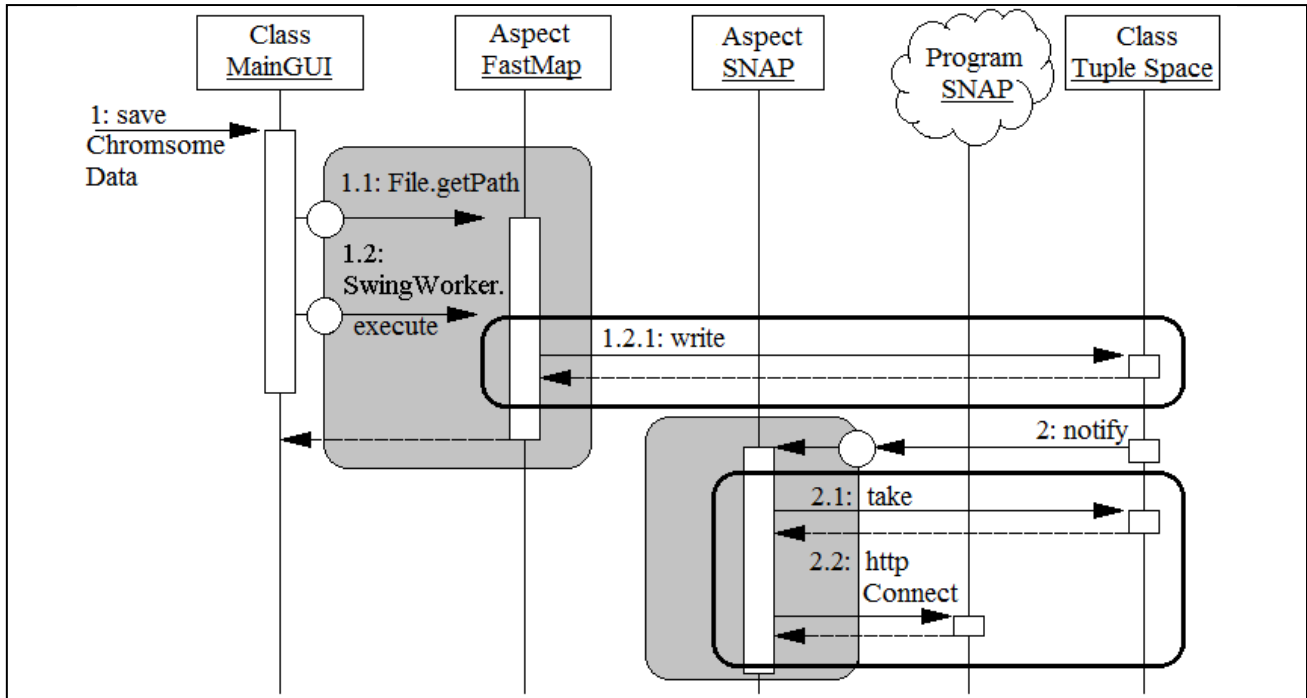 Class
MainGUI
Aspect
FastMap
Aspect
SNAP
Program
SNAP
Class
Tuple Space
1: save
Chromsome
Data
1.1: File.getPath
1.2:
SwingWorker.
execute
1.2.1: write
2: notify
2.1: take
2.2: http
Connect